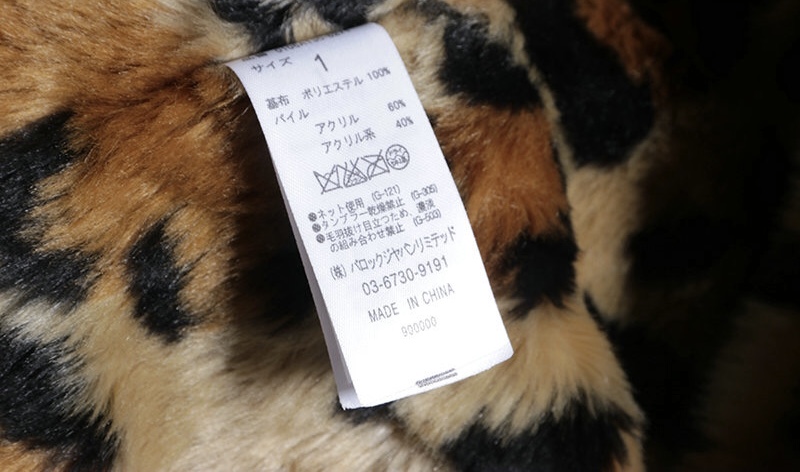 サイズ 1
基布 ポリエステル 100%
パイル
アクリル 60%
アクリル系 40%
●ネット使用 (G-121) (G-305)
●タンブラー乾燥禁止
●毛羽抜け目立つため、濃淡
の組み合わせ禁止 (G-503)
(株) バロックジャパンリミテッド
03-6730-9191
MADE IN CHINA
900000